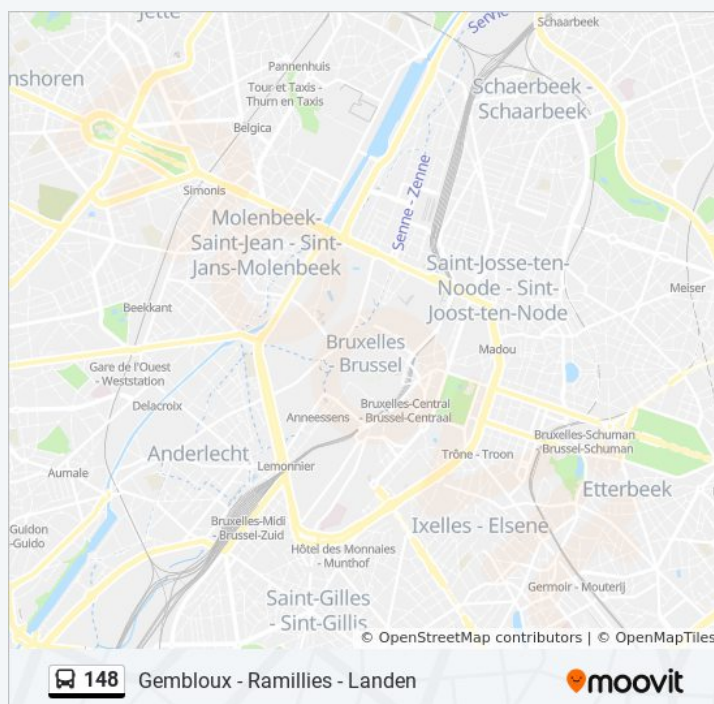 Jette
Schaarbeek
Servic
Pannenhuis
nshoren
Tour et Taxis -
Thurn en Taxis
Schaerbeek -
Schaarbeek
Belgica
Simonis
Senne - Zenne
Molenbeek-
Saint-Jean - Sint-
Jans-Molenbeek
Saint-Josse-ten-
Noode - Sint-
Joost-ten-Node
Meiser
Beekkant
Bruxelles
- Brussel
Madou
Gare de l'Ouest
- Weststation
Delacroix
Anneessens
Bruxelles-Central
- Brussel-Centraal
Bruxelles-Schuman
- Brussel-Schuman
Anderlecht
Lemonnier
Trône - Troon
Aumale
Etterbeek
Guidon
-Guido
Bruxelles-Midi
- Brussel-Zuid
Ixelles - Elsene
Hôtel des Monnaies
- Munthof
Germoir - Mouterij
Saint-Gilles
- Sint-Gillis
© OpenStreetMap contributors | © OpenMapTiles
148 Gembloux - Ramillies - Landen
moovit